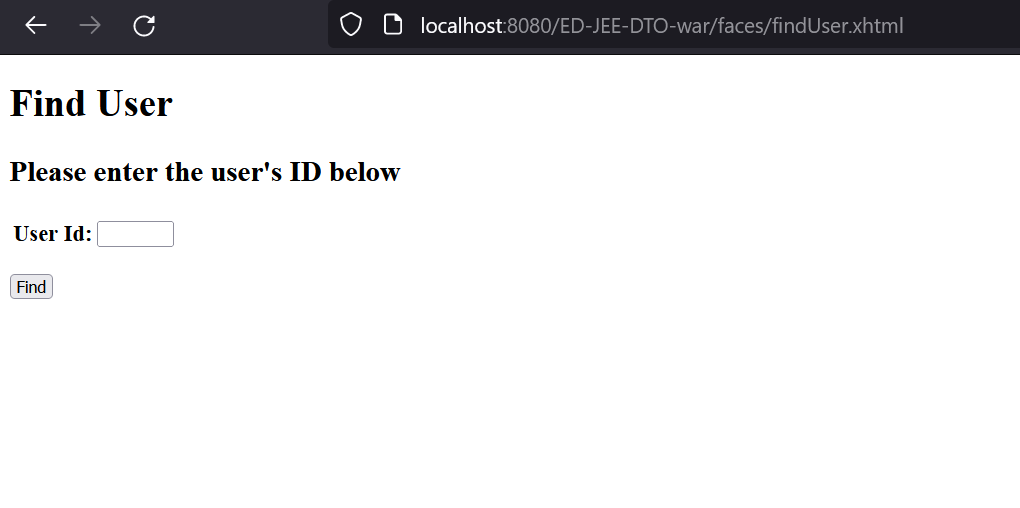 localhost:8080/ED-JEE-DTO-war/faces/findUser.xhtml
Find User
Please enter the user's ID below
User Id:
Find